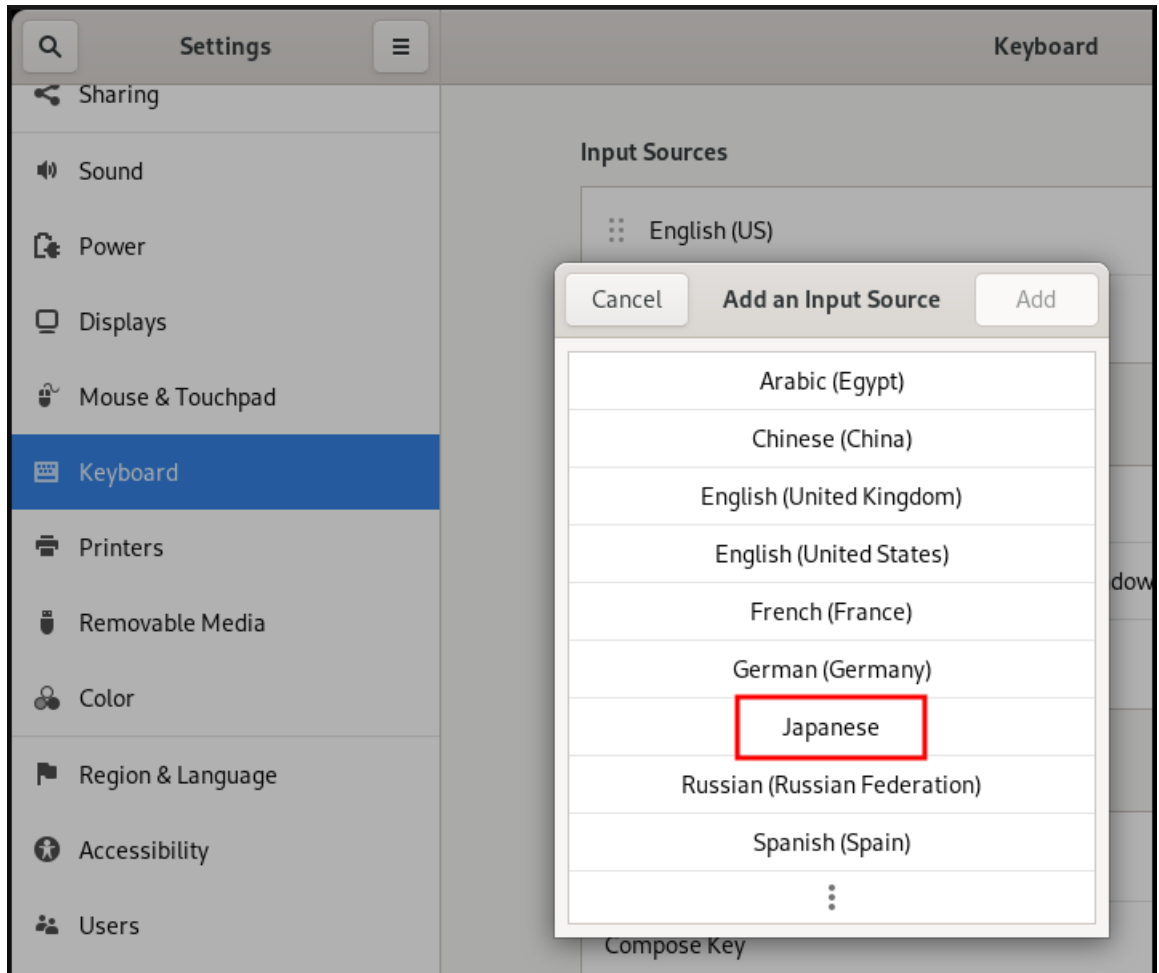 Settings
Keyboard
Sharing
Sound
Power
Displays
Mouse & Touchpad
Keyboard
Printers
Removable Media
Color
Region & Language
Accessibility
Users
Input Sources
English (US)
Cancel
Add an Input Source
Add
Arabic (Egypt)
Chinese (China)
English (United Kingdom)
English (United States)
French (France)
German (Germany)
Japanese
Russian (Russian Federation)
Spanish (Spain)
Compose Key